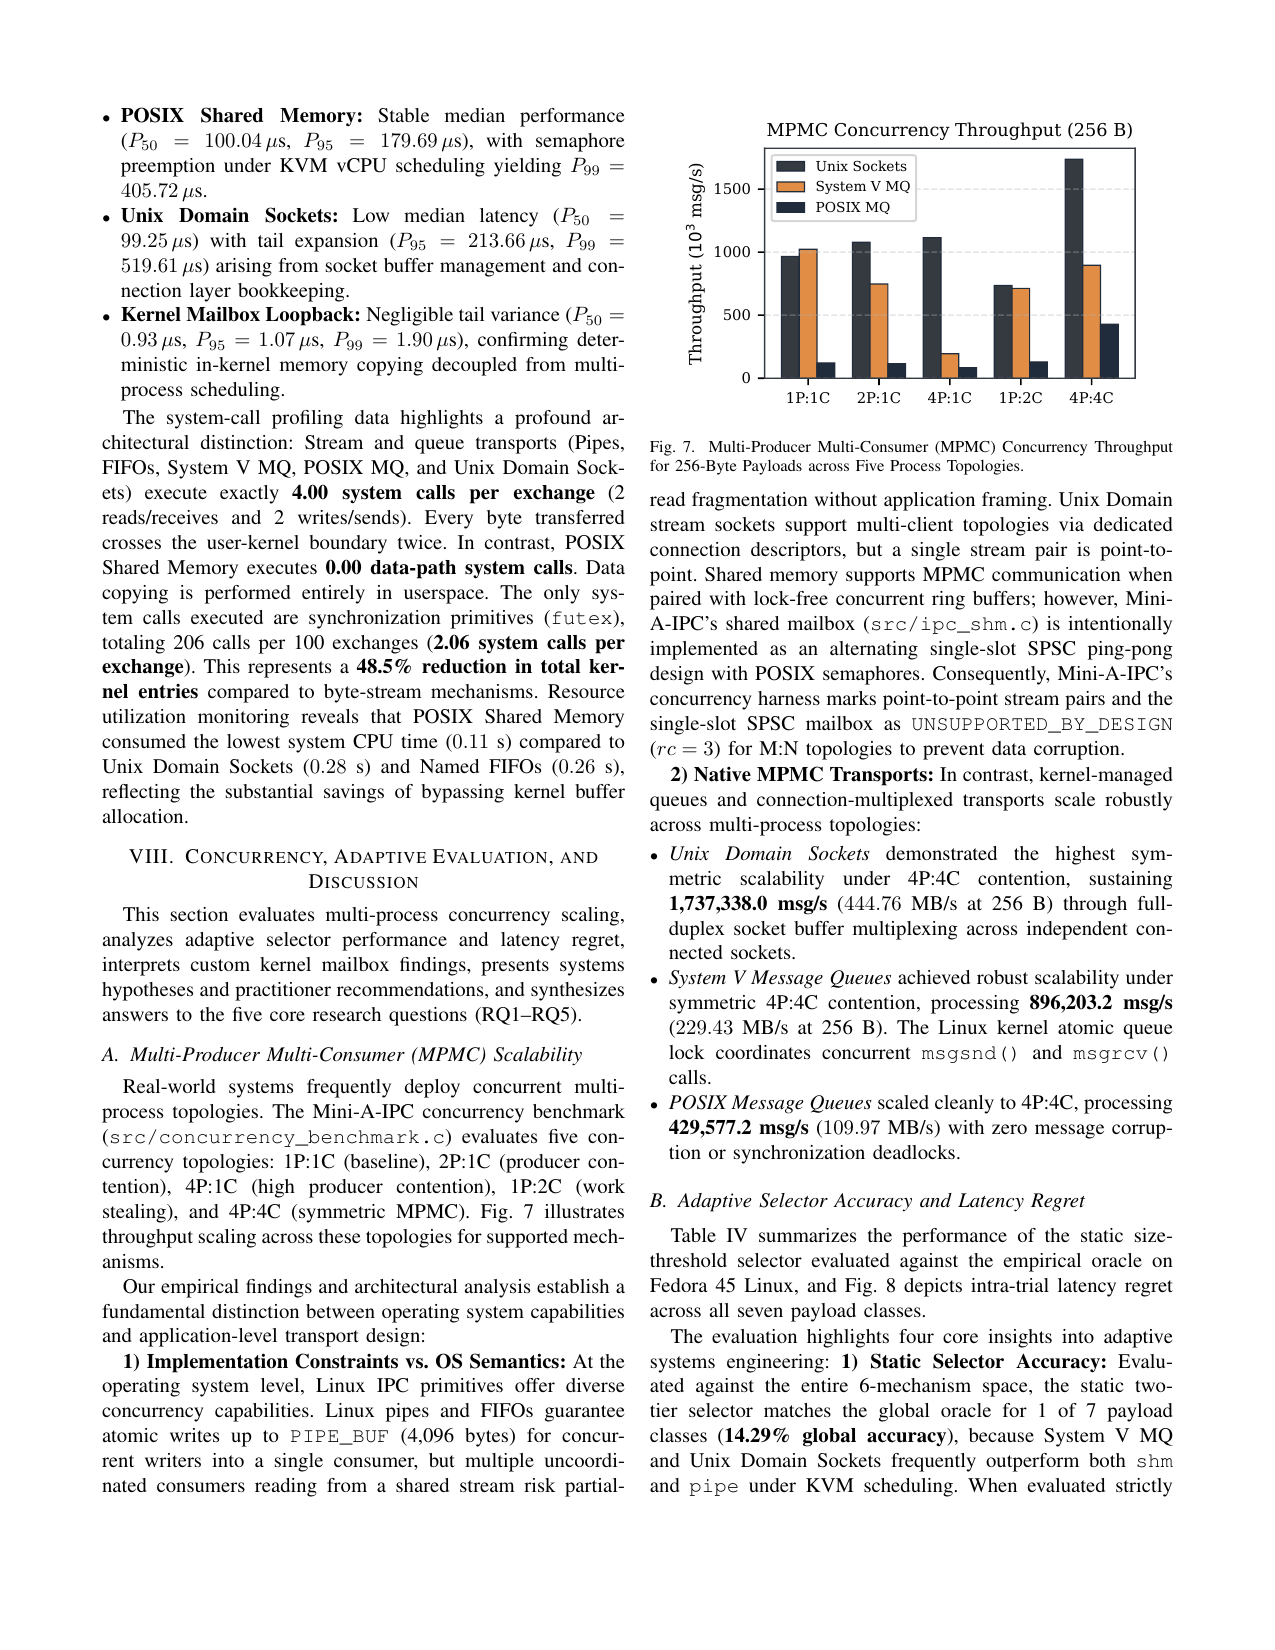 • POSIX Shared Memory: Stable median performance
(P50 = 100.04 μs, P95 = 179.69 μs), with semaphore
preemption under KVM vCPU scheduling yielding P99 =
405.72 μs.
• Unix Domain Sockets: Low median latency (P50 =
99.25 μs) with tail expansion (P95 = 213.66 μs, P99 =
519.61 μs) arising from socket buffer management and con-
nection layer bookkeeping.
• Kernel Mailbox Loopback: Negligible tail variance (P50 =
0.93 μs, P95 = 1.07 μs, P99 = 1.90 μs), confirming deter-
ministic in-kernel memory copying decoupled from multi-
process scheduling.
The system-call profiling data highlights a profound ar-
chitectural distinction: Stream and queue transports (Pipes,
FIFOs, System V MQ, POSIX MQ, and Unix Domain Sock-
ets) execute exactly 4.00 system calls per exchange (2
reads/receives and 2 writes/sends). Every byte transferred
crosses the user-kernel boundary twice. In contrast, POSIX
Shared Memory executes 0.00 data-path system calls. Data
copying is performed entirely in userspace. The only sys-
tem calls executed are synchronization primitives (futex),
totaling 206 calls per 100 exchanges (2.06 system calls per
exchange). This represents a 48.5% reduction in total ker-
nel entries compared to byte-stream mechanisms. Resource
utilization monitoring reveals that POSIX Shared Memory
consumed the lowest system CPU time (0.11 s) compared to
Unix Domain Sockets (0.28 s) and Named FIFOs (0.26 s),
reflecting the substantial savings of bypassing kernel buffer
allocation.
VIII. CONCURRENCY, ADAPTIVE EVALUATION, AND
DISCUSSION
This section evaluates multi-process concurrency scaling,
analyzes adaptive selector performance and latency regret,
interprets custom kernel mailbox findings, presents systems
hypotheses and practitioner recommendations, and synthesizes
answers to the five core research questions (RQ1–RQ5).
A. Multi-Producer Multi-Consumer (MPMC) Scalability
Real-world systems frequently deploy concurrent multi-
process topologies. The Mini-A-IPC concurrency benchmark
(src/concurrency_benchmark.c) evaluates five con-
currency topologies: 1P:1C (baseline), 2P:1C (producer con-
tention), 4P:1C (high producer contention), 1P:2C (work
stealing), and 4P:4C (symmetric MPMC). Fig. 7 illustrates
throughput scaling across these topologies for supported mech-
anisms.
Our empirical findings and architectural analysis establish a
fundamental distinction between operating system capabilities
and application-level transport design:
1) Implementation Constraints vs. OS Semantics: At the
operating system level, Linux IPC primitives offer diverse
concurrency capabilities. Linux pipes and FIFOs guarantee
atomic writes up to PIPE_BUF (4,096 bytes) for concur-
rent writers into a single consumer, but multiple uncoordi-
nated consumers reading from a shared stream risk partial-
MPMC Concurrency Throughput (256 B)
Throughput (10³ msg/s)
1500
1000
500
0
Unix Sockets
System V MQ
POSIX MQ
1P:1C 2P:1C 4P:1C 1P:2C 4P:4C
Fig. 7. Multi-Producer Multi-Consumer (MPMC) Concurrency Throughput
for 256-Byte Payloads across Five Process Topologies.
read fragmentation without application framing. Unix Domain
stream sockets support multi-client topologies via dedicated
connection descriptors, but a single stream pair is point-to-
point. Shared memory supports MPMC communication when
paired with lock-free concurrent ring buffers; however, Mini-
A-IPC's shared mailbox (src/ipc_shm.c) is intentionally
implemented as an alternating single-slot SPSC ping-pong
design with POSIX semaphores. Consequently, Mini-A-IPC's
concurrency harness marks point-to-point stream pairs and the
single-slot SPSC mailbox as UNSUPPORTED_BY_DESIGN
(rc = 3) for M:N topologies to prevent data corruption.
2) Native MPMC Transports: In contrast, kernel-managed
queues and connection-multiplexed transports scale robustly
across multi-process topologies:
• Unix Domain Sockets demonstrated the highest sym-
metric scalability under 4P:4C contention, sustaining
1,737,338.0 msg/s (444.76 MB/s at 256 B) through full-
duplex socket buffer multiplexing across independent con-
nected sockets.
• System V Message Queues achieved robust scalability under
symmetric 4P:4C contention, processing 896,203.2 msg/s
(229.43 MB/s at 256 B). The Linux kernel atomic queue
lock coordinates concurrent msgsnd() and msgrcv()
calls.
• POSIX Message Queues scaled cleanly to 4P:4C, processing
429,577.2 msg/s (109.97 MB/s) with zero message corrup-
tion or synchronization deadlocks.
B. Adaptive Selector Accuracy and Latency Regret
Table IV summarizes the performance of the static size-
threshold selector evaluated against the empirical oracle on
Fedora 45 Linux, and Fig. 8 depicts intra-trial latency regret
across all seven payload classes.
The evaluation highlights four core insights into adaptive
systems engineering: 1) Static Selector Accuracy: Evalu-
ated against the entire 6-mechanism space, the static two-
tier selector matches the global oracle for 1 of 7 payload
classes (14.29% global accuracy), because System V MQ
and Unix Domain Sockets frequently outperform both shm
and pipe under KVM scheduling. When evaluated strictly